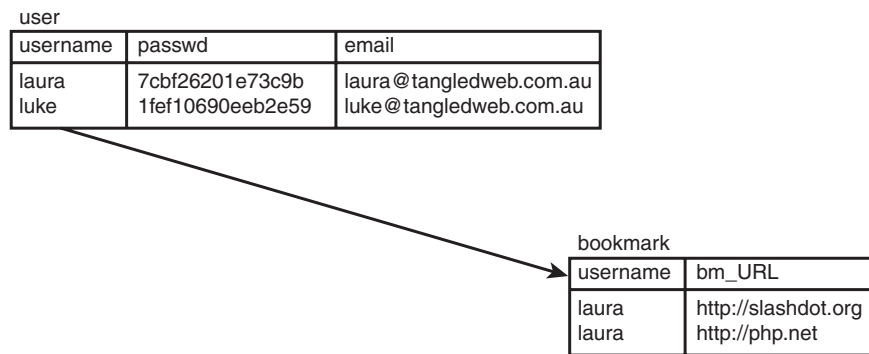 user
username passwd email
laura 7cbf26201e73c9b laura@tangledweb.com.au
luke 1fef10690eeb2e59 luke@tangledweb.com.au
bookmark
username bm_URL
laura http://slashdot.org
laura http://php.net